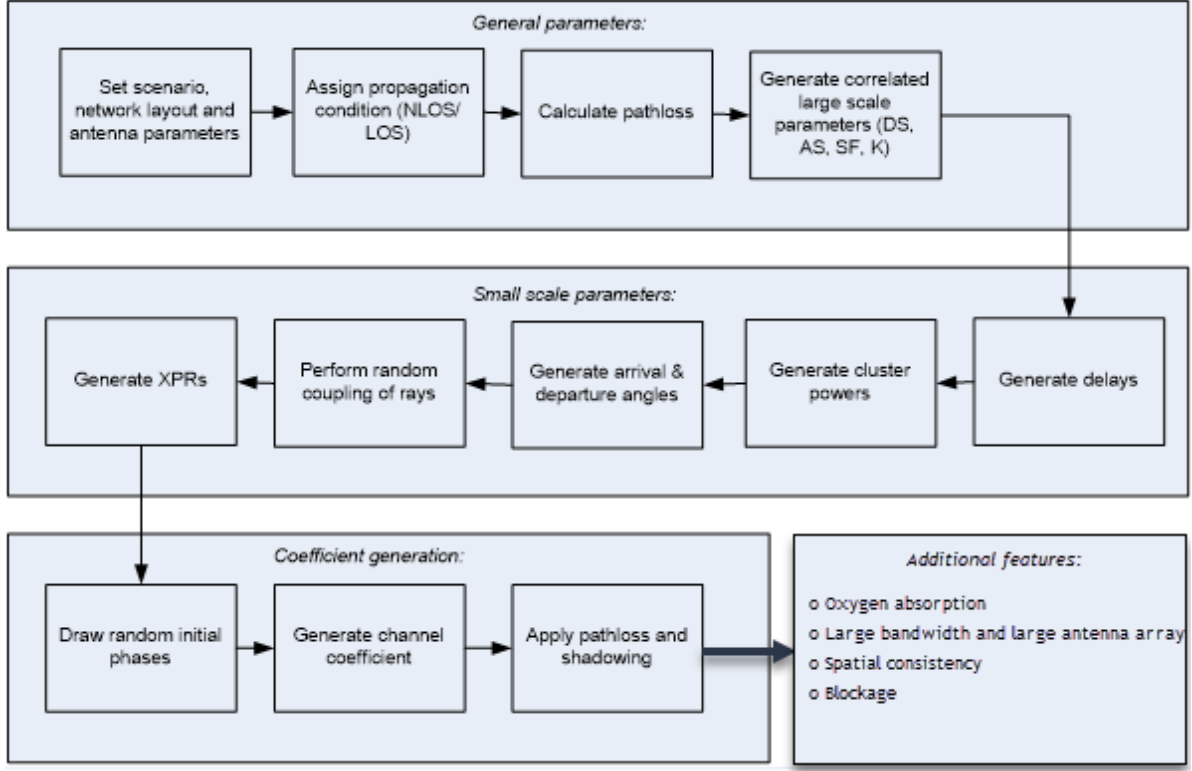 General parameters:
Set scenario,
network layout and
antenna parameters
Assign propagation
condition (NLOS/
LOS)
Calculate pathloss
Generate correlated
large scale
parameters (DS,
AS, SF, K)
Small scale parameters:
Generate XPRs
Perform random
coupling of rays
Generate arrival &
departure angles
Generate cluster
powers
Generate delays
Coefficient generation:
Draw random initial
phases
Generate channel
coefficient
Apply pathloss and
shadowing
Additional features:
o Oxygen absorption
o Large bandwidth and large antenna array
o Spatial consistency
o Blockage